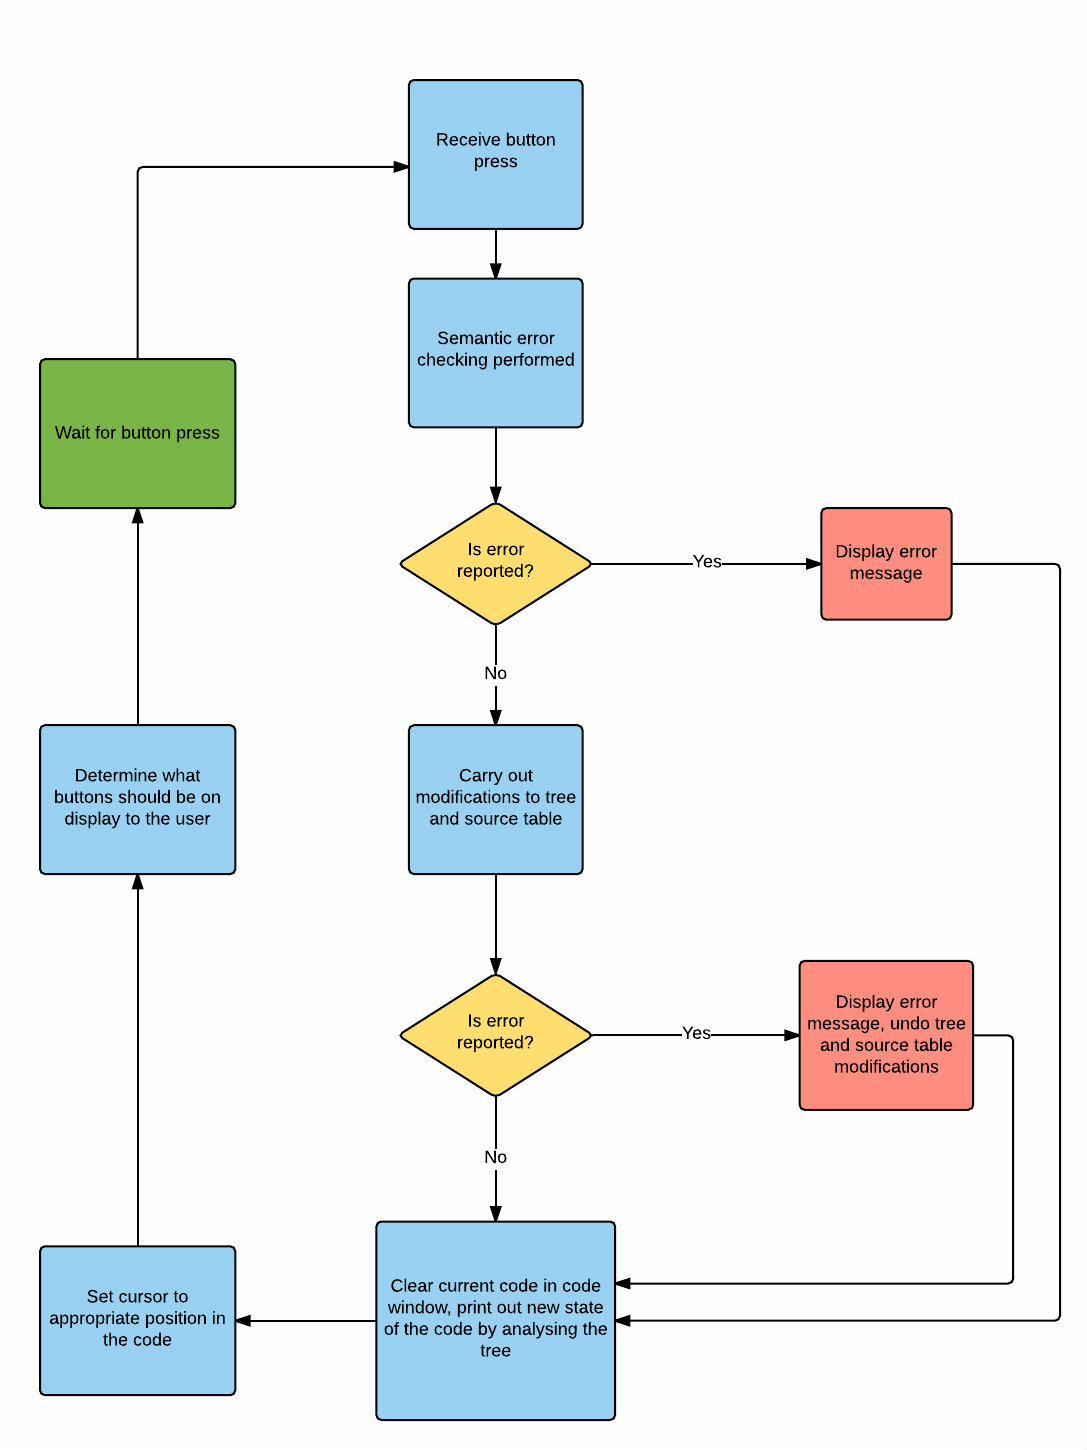 Receive button
press
Semantic error
checking performed
Wait for button press
Is error
reported?
Yes
Display error
message
No
Determine what
buttons should be on
display to the user
Carry out
modifications to tree
and source table
Is error
reported?
Yes
Display error
message, undo tree
and source table
modifications
No
Set cursor to
appropriate position in
the code
Clear current code in code
window, print out new state
of the code by analysing the
tree